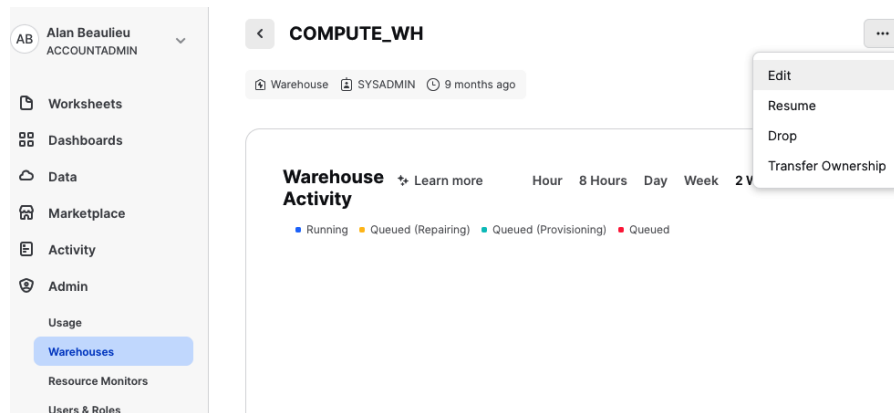 AB
Alan Beaulieu
ACCOUNTADMIN
Worksheets
Dashboards
Data
Marketplace
Activity
Admin
Usage
Warehouses
Resource Monitors
Users & Roles
COMPUTE_WH
Warehouse SYSADMIN 9 months ago
Edit
Resume
Drop
Transfer Ownership
Warehouse Activity
Learn more
Hour 8 Hours Day Week 2
Running Queued (Repairing) Queued (Provisioning) Queued